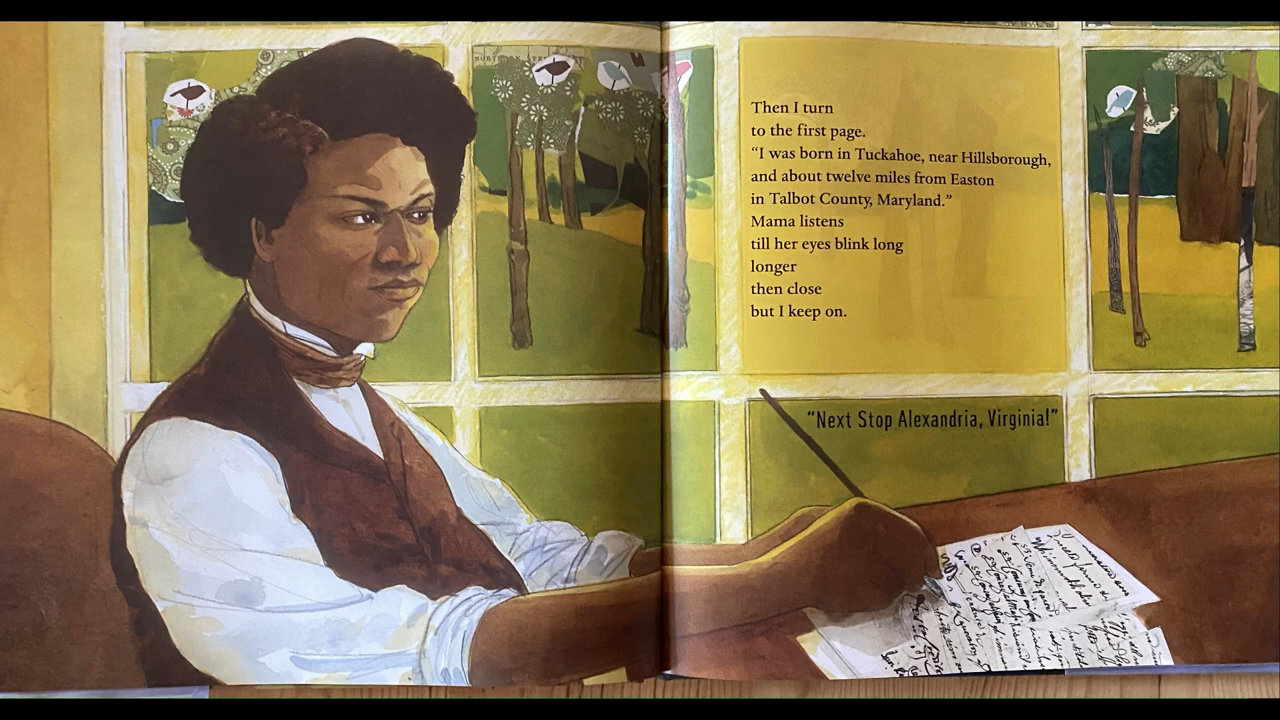 Then I turn
to the first page.
“I was born in Tuckahoe, near Hillsborough,
and about twelve miles from Easton
in Talbot County, Maryland.”
Mama listens
till her eyes blink long
longer
then close
but I keep on.
“Next Stop Alexandria, Virginia!”